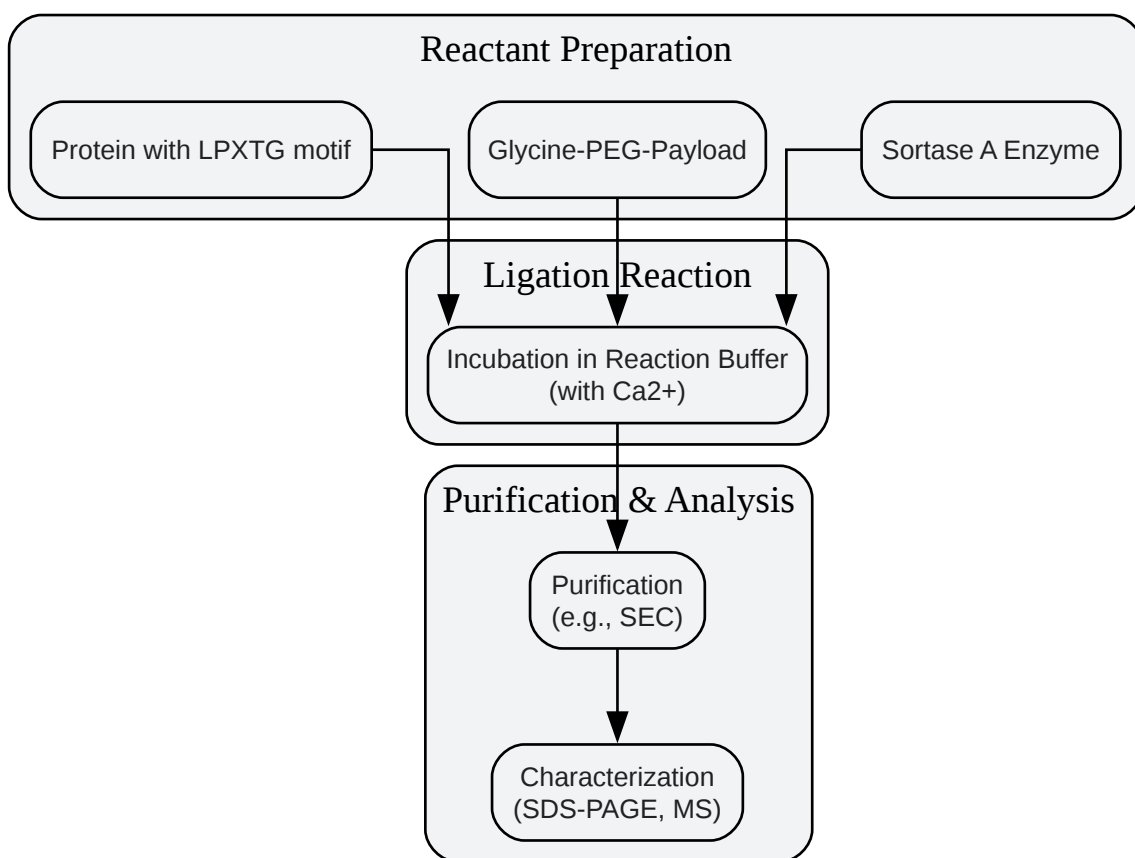 Reactant Preparation
Protein with LPXTG motif
Glycine-PEG-Payload
Sortase A Enzyme
Ligation Reaction
Incubation in Reaction Buffer
(with Ca2+)
Purification & Analysis
Purification
(e.g., SEC)
Characterization
(SDS-PAGE, MS)